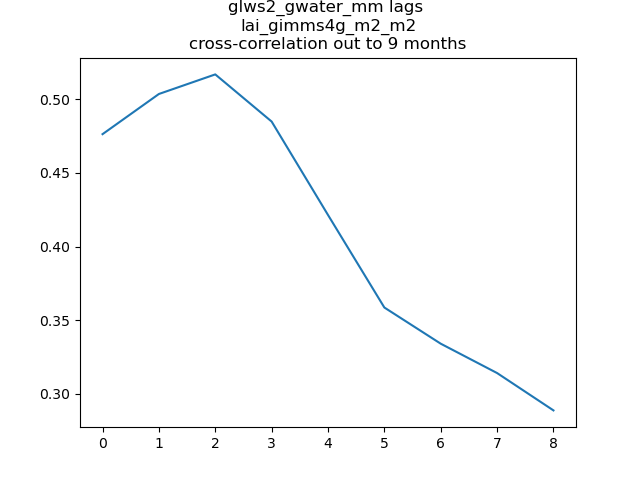 glws2_gwater_mm lags
lai_gimms4g_m2_m2
cross-correlation out to 9 months
0.50
0.45
0.40
0.35
0.30
0 1 2 3 4 5 6 7 8